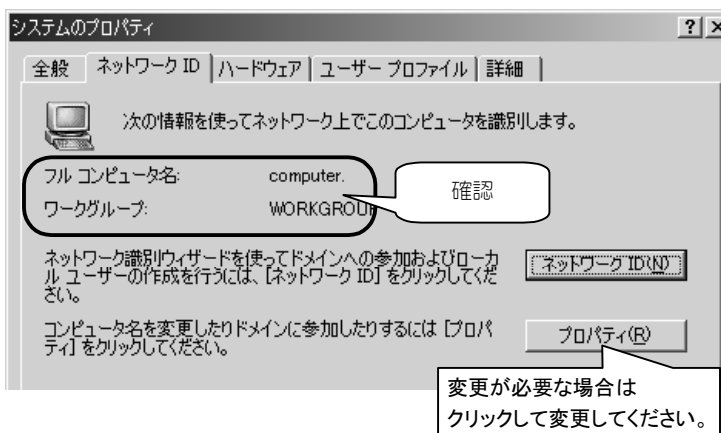 システムのプロパティ
? ×
全般 ネットワーク ID ハードウェア ユーザー プロファイル 詳細
次の情報を使ってネットワーク上でこのコンピュータを識別します。
フル コンピュータ名: computer.
ワークグループ: WORKGROUP
確認
ネットワーク識別ウィザードを使ってドメインへの参加およびローカ
ル ユーザーの作成を行うには、[ネットワーク ID] をクリックしてくだ
さい。
ネットワーク ID(N)
コンピュータ名を変更したりドメインに参加したりするには [プロパ
ティ] をクリックしてください。
プロパティ(R)
変更が必要な場合は
クリックして変更してください。